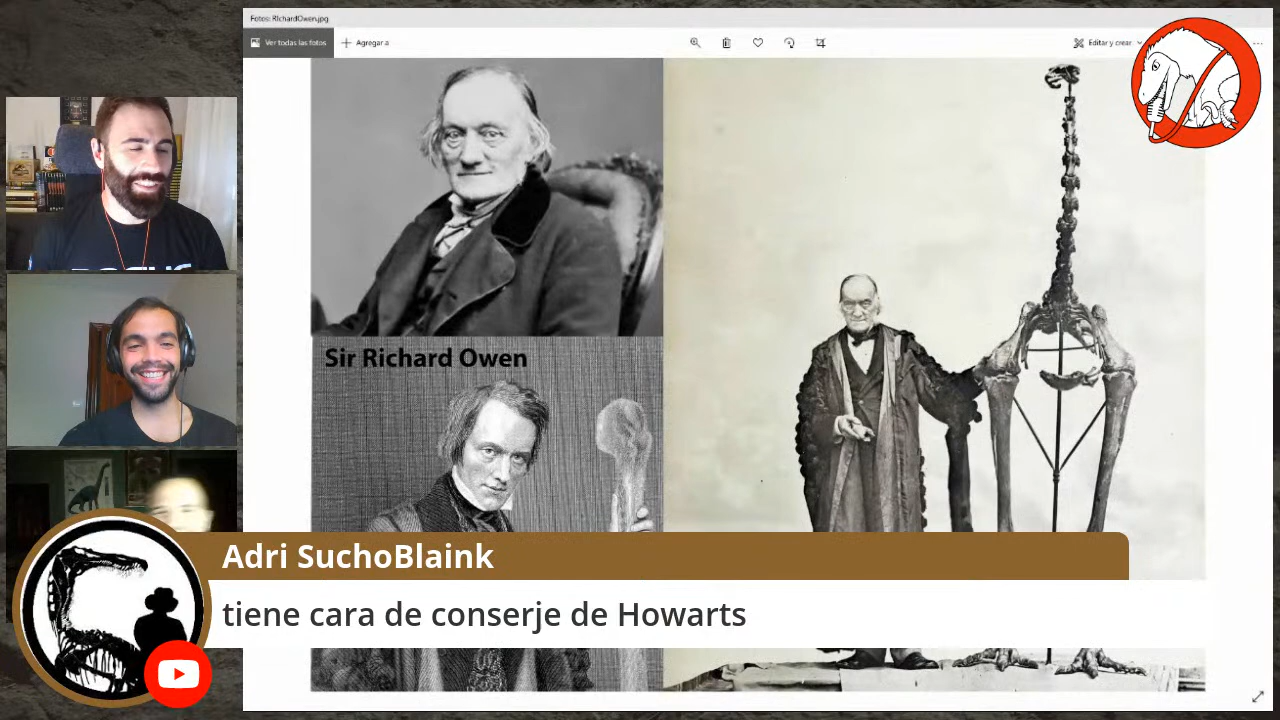 Fotos: RIchardOwen.jpg
Ver todas las fotos
Agregar a
Editar y crear
Sir Richard Owen
Adri SuchoBlaink
tiene cara de conserje de Howarts